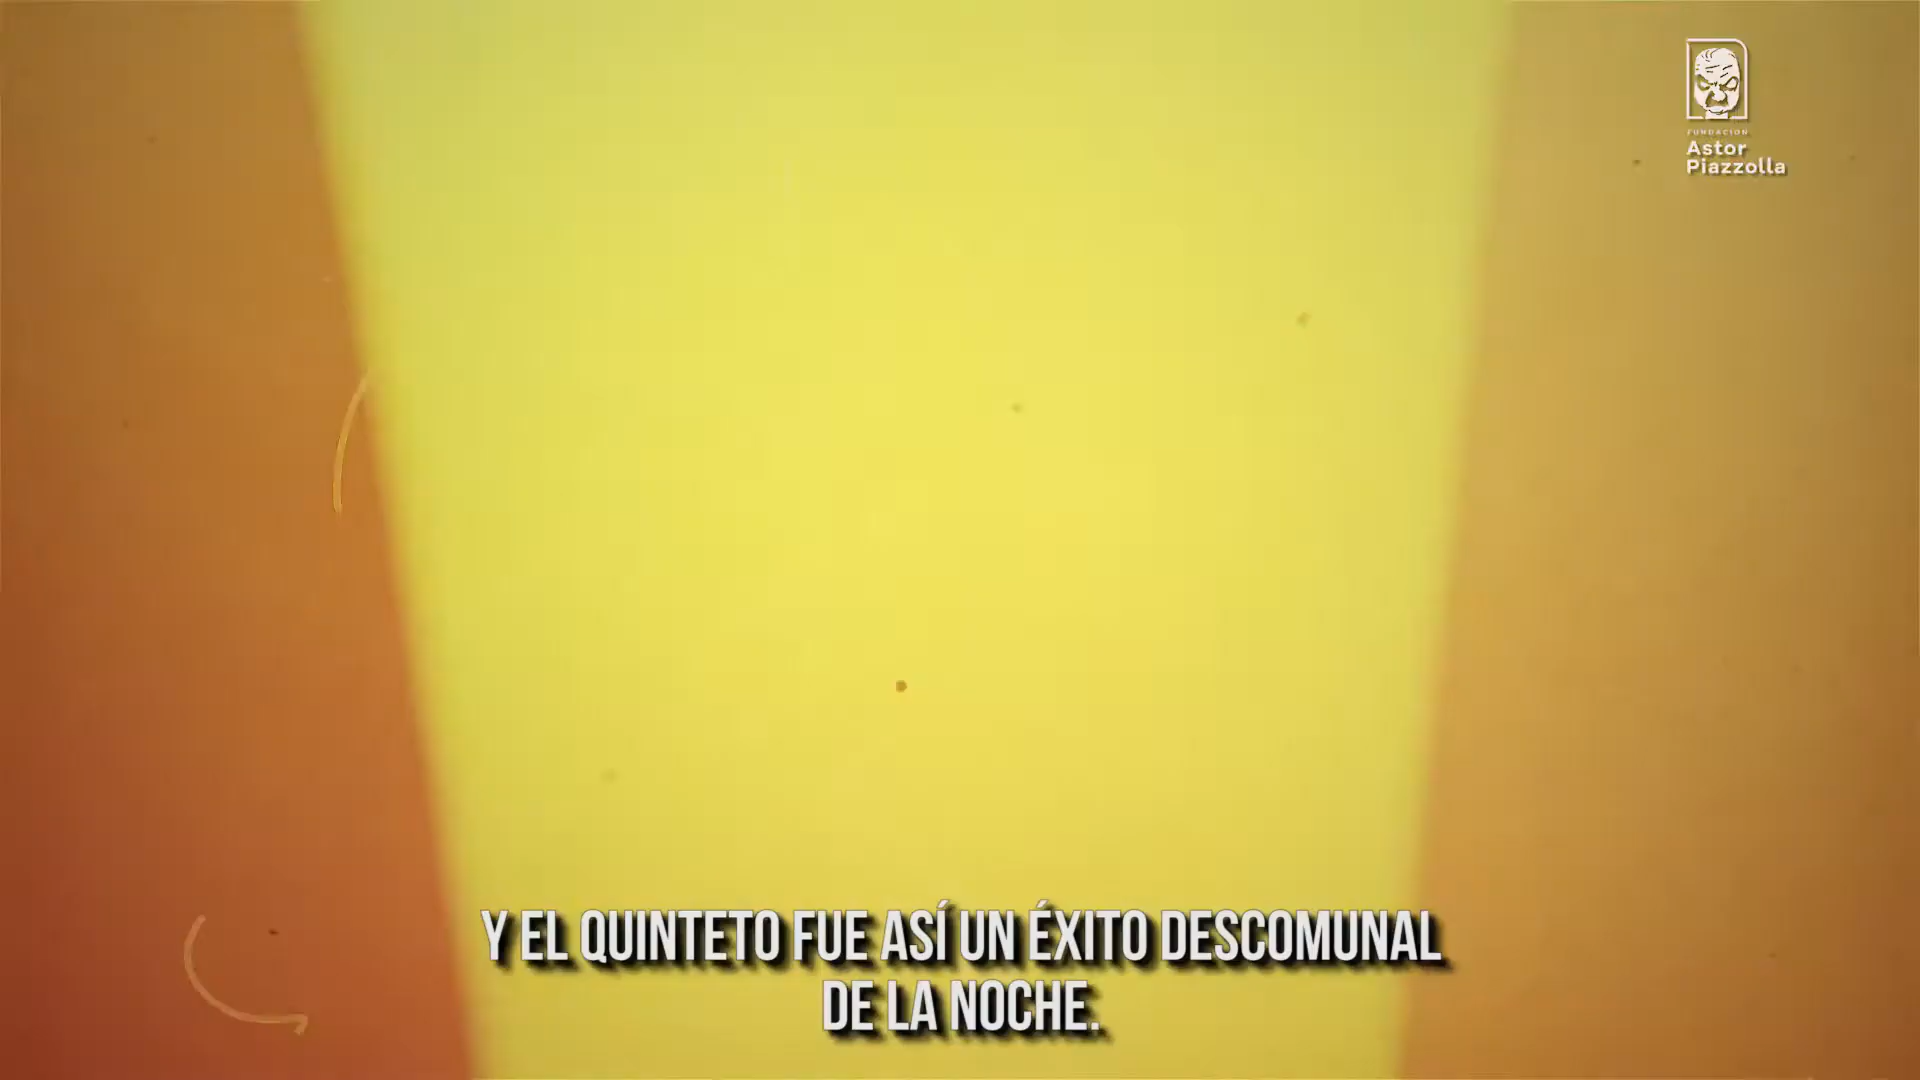 FUNDACION
Astor
Piazzolla
Y EL QUINTETO FUE ASÍ UN ÉXITO DESCOMUNAL
DE LA NOCHE.